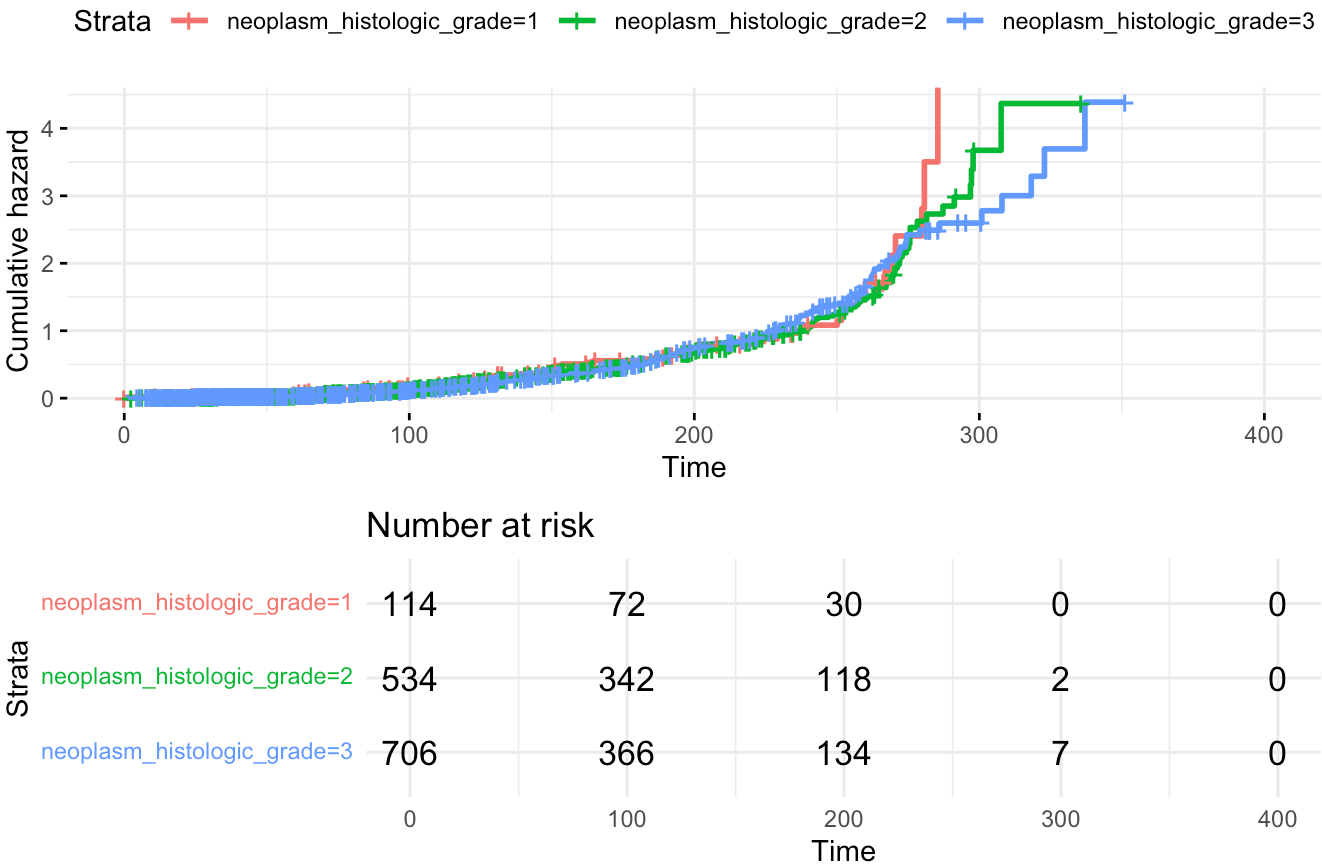 Strata neoplasm_histologic_grade=1 neoplasm_histologic_grade=2 neoplasm_histologic_grade=3
Cumulative hazard
4
3
2
1
0
0 100 200 300 400
Time
Number at risk
Strata
neoplasm_histologic_grade=1 114 72 30 0 0
neoplasm_histologic_grade=2 534 342 118 2 0
neoplasm_histologic_grade=3 706 366 134 7 0
0 100 200 300 400
Time